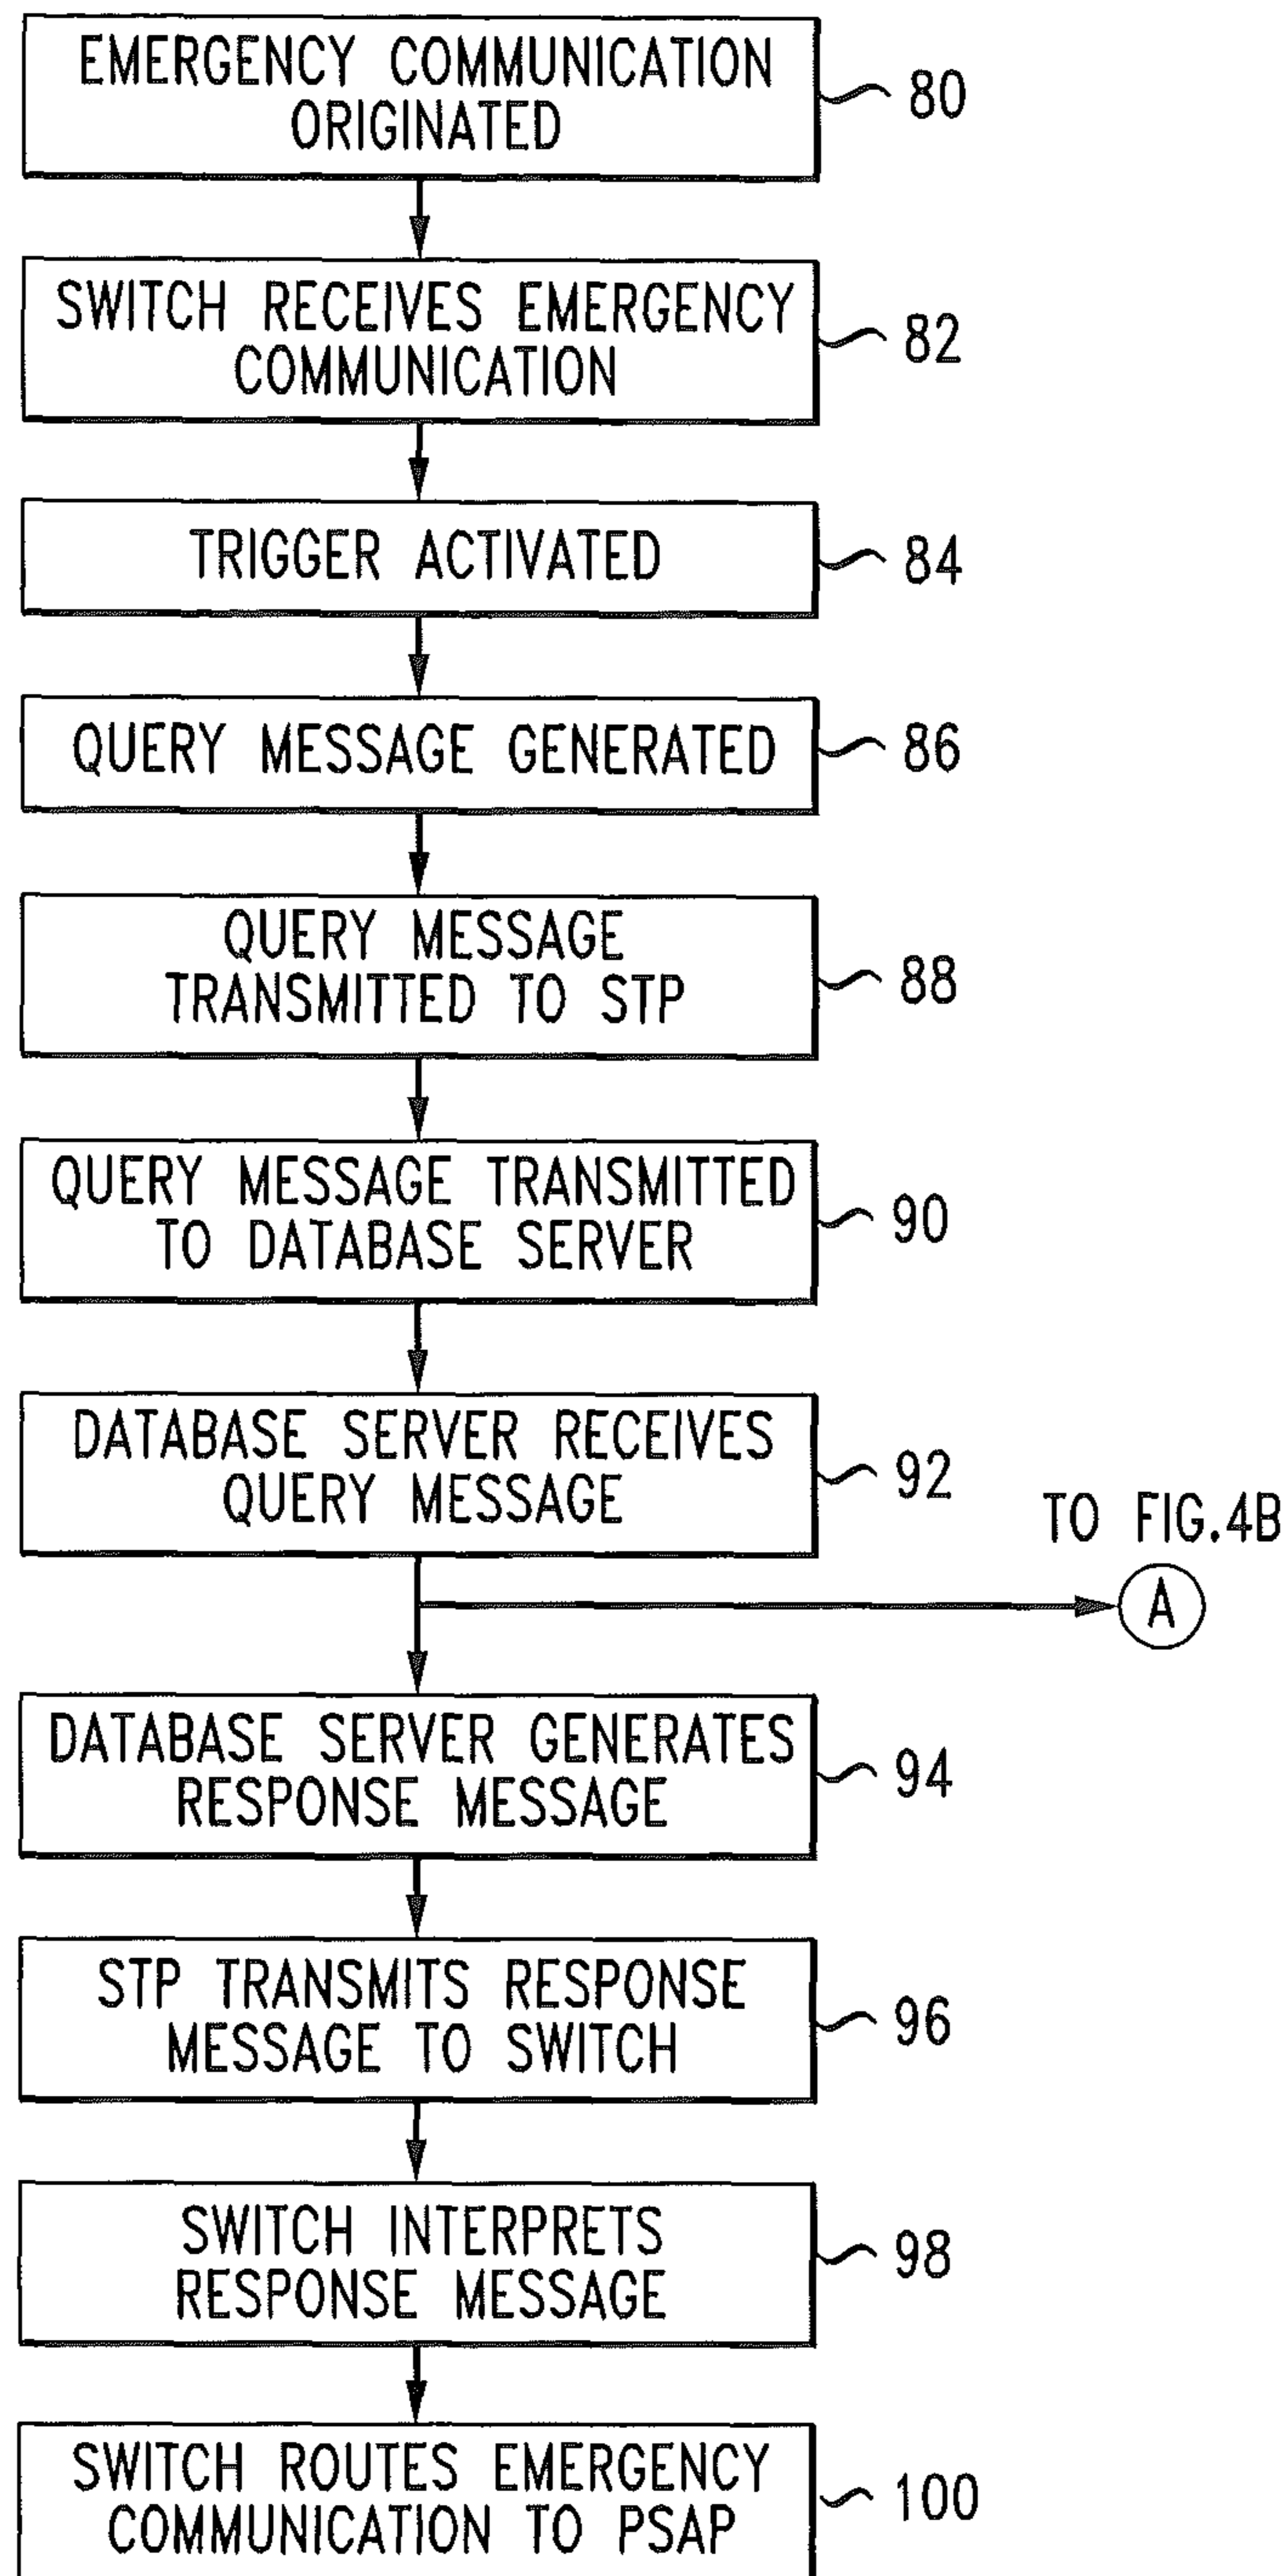 EMERGENCY COMMUNICATION
ORIGINATED
80
SWITCH RECEIVES EMERGENCY
COMMUNICATION
82
TRIGGER ACTIVATED
84
QUERY MESSAGE GENERATED
86
QUERY MESSAGE
TRANSMITTED TO STP
88
QUERY MESSAGE TRANSMITTED
TO DATABASE SERVER
90
DATABASE SERVER RECEIVES
QUERY MESSAGE
92
TO FIG.4B
A
DATABASE SERVER GENERATES
RESPONSE MESSAGE
94
STP TRANSMITS RESPONSE
MESSAGE TO SWITCH
96
SWITCH INTERPRETS
RESPONSE MESSAGE
98
SWITCH ROUTES EMERGENCY
COMMUNICATION TO PSAP
100